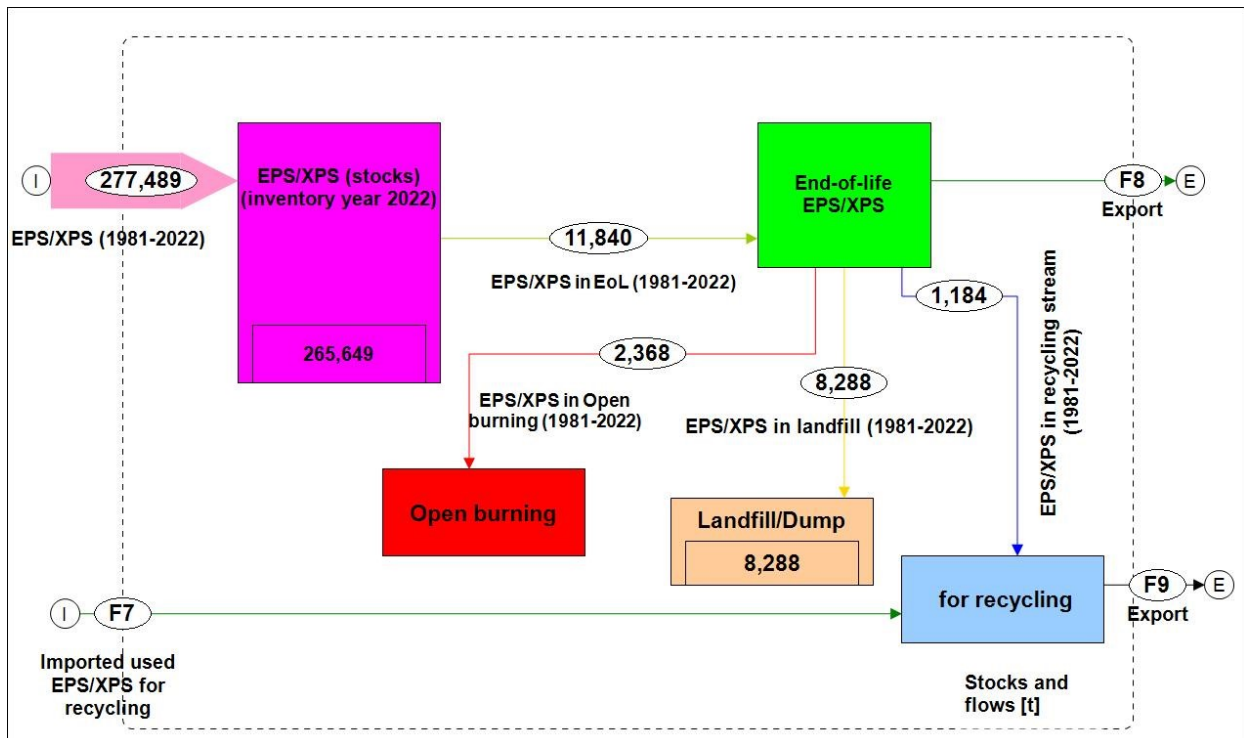 I
277,489
EPS/XPS (1981-2022)
EPS/XPS (stocks)
(inventory year 2022)
265,649
11,840
EPS/XPS in EoL (1981-2022)
End-of-life
EPS/XPS
F8
E
Export
2,368
EPS/XPS in Open
burning (1981-2022)
8,288
EPS/XPS in landfill (1981-2022)
1,184
EPS/XPS in recycling stream
(1981-2022)
Open burning
Landfill/Dump
8,288
for recycling
F9
E
Export
I
F7
Imported used
EPS/XPS for
recycling
Stocks and
flows [t]